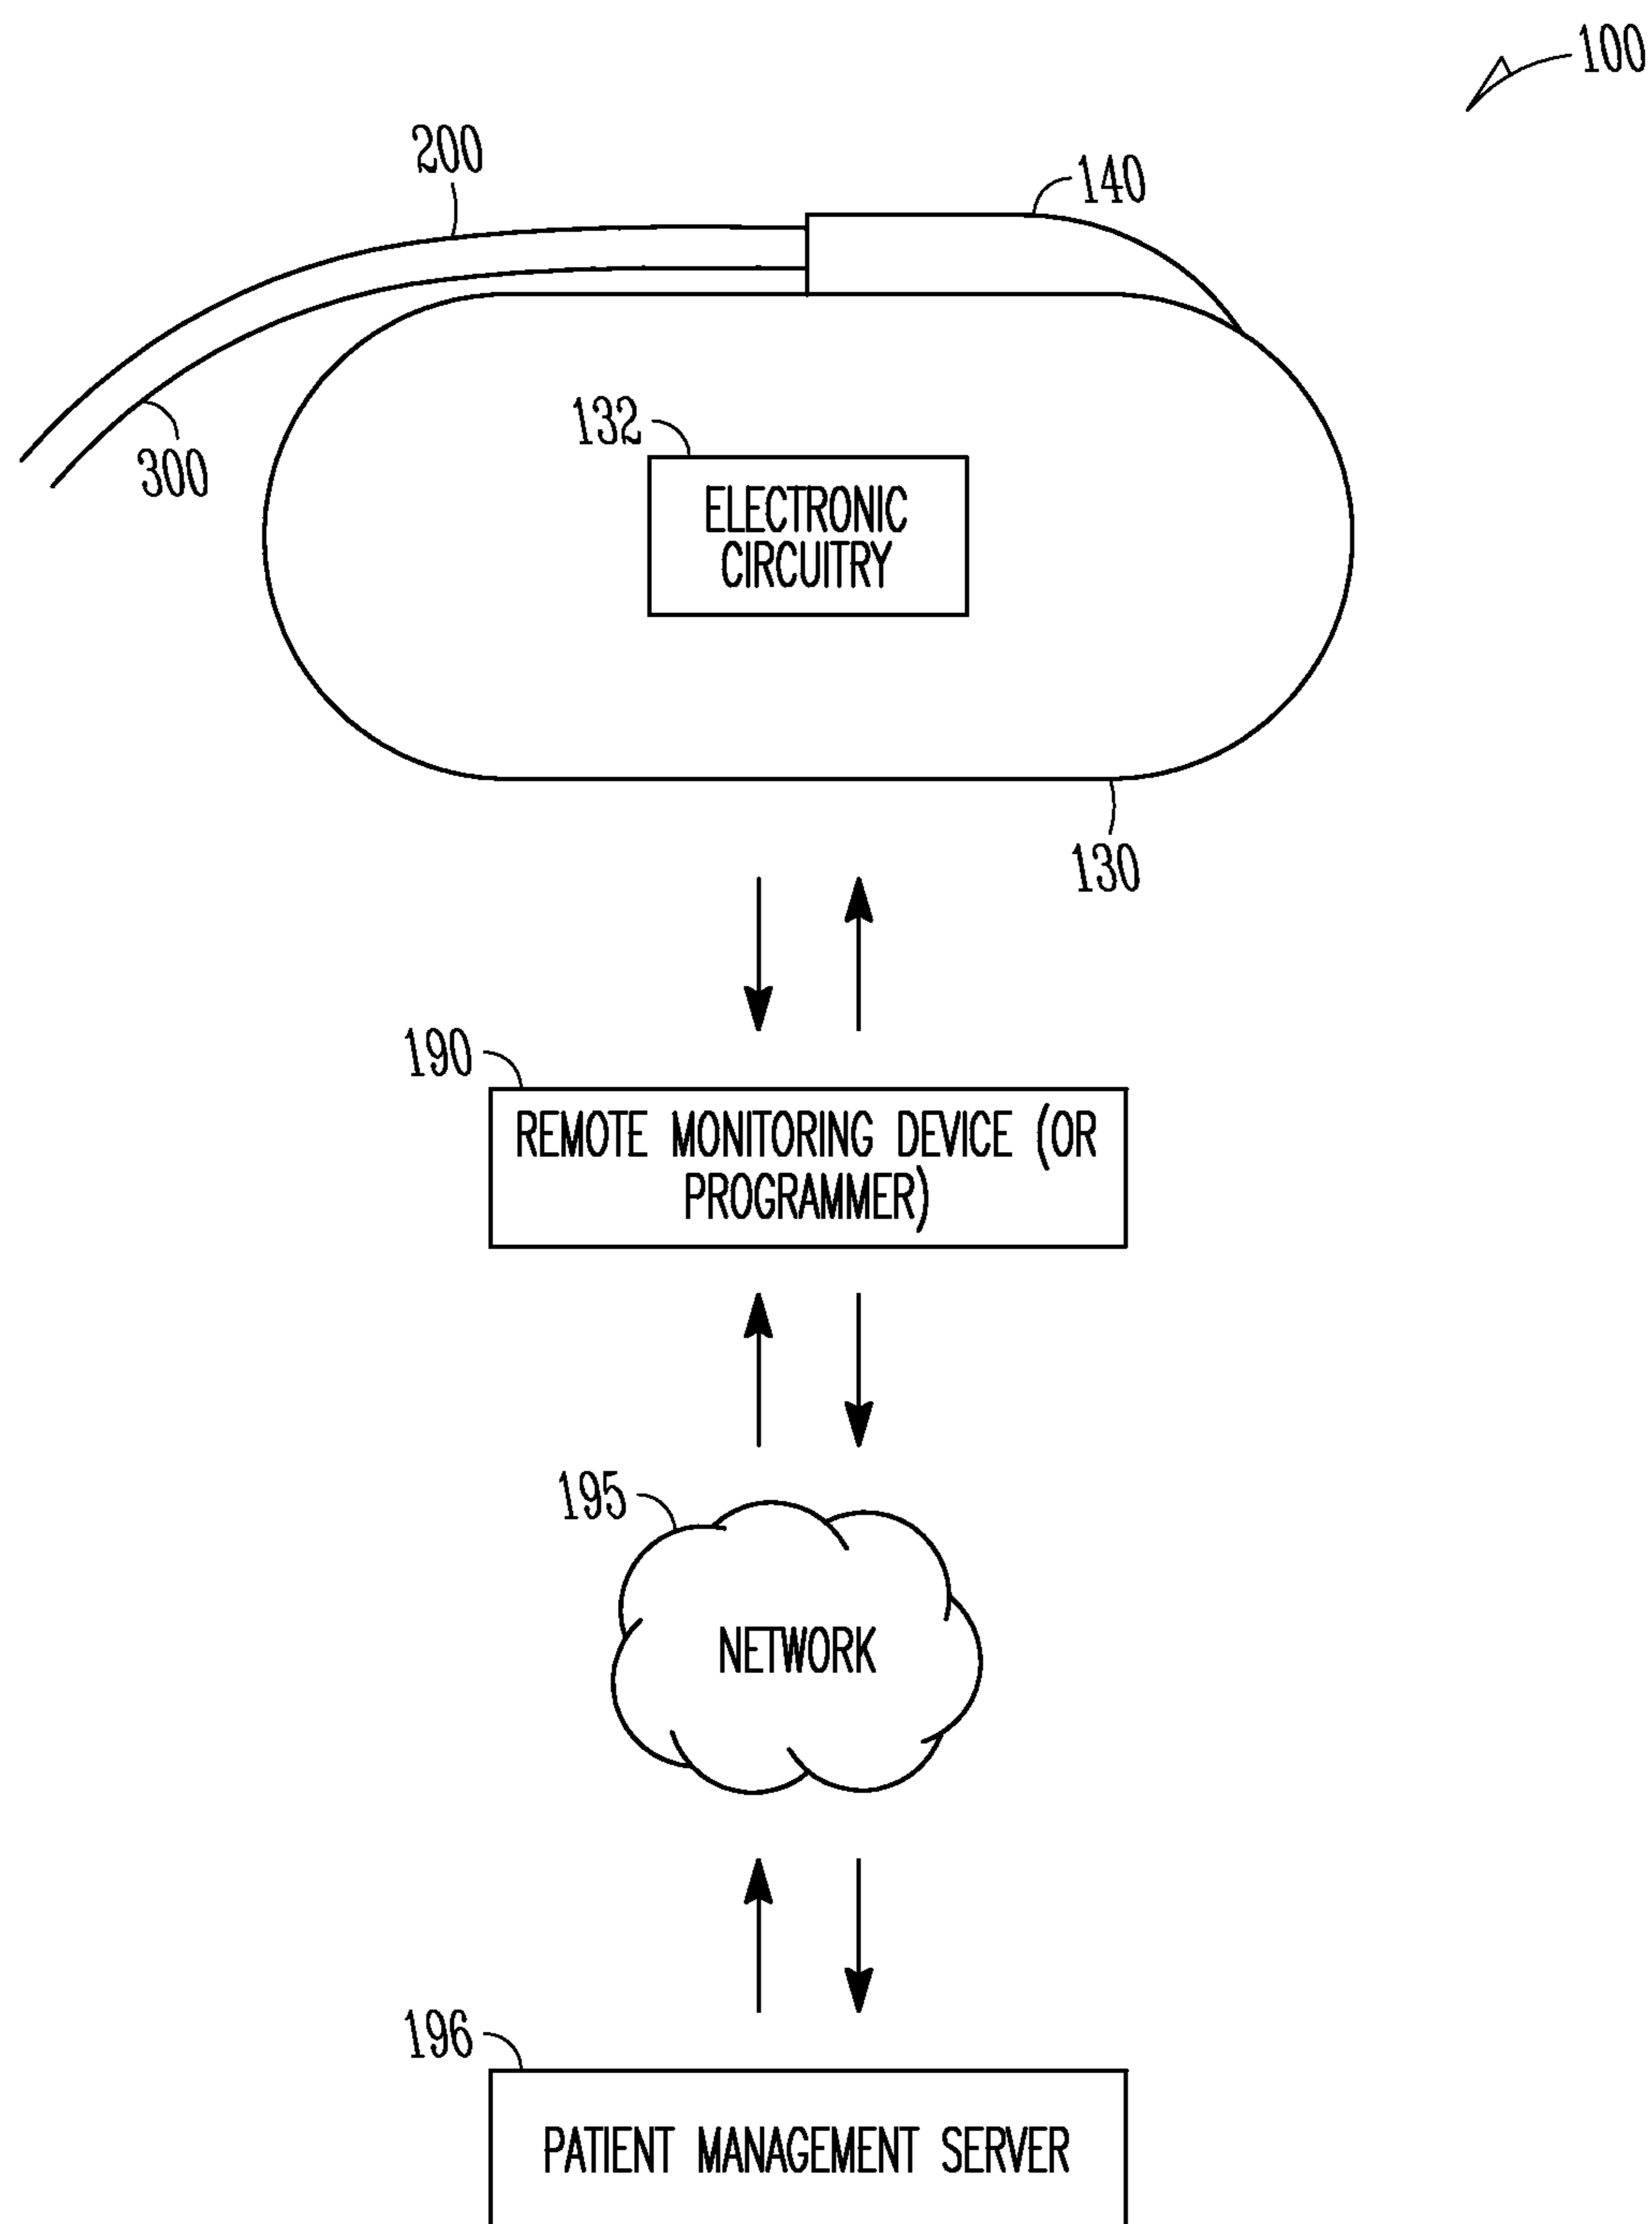 100
200
140
132
300
ELECTRONIC
CIRCUITRY
130
190
REMOTE MONITORING DEVICE (OR
PROGRAMMER)
195
NETWORK
196
PATIENT MANAGEMENT SERVER